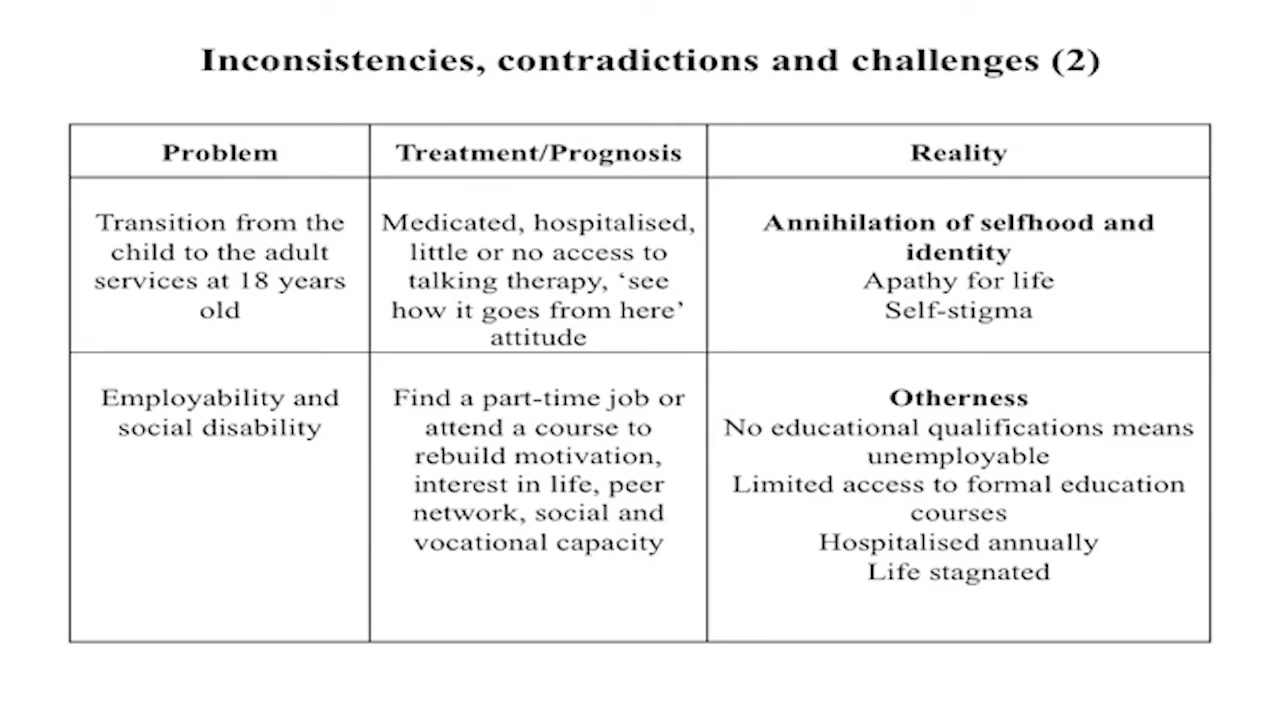 Inconsistencies, contradictions and challenges (2)
Problem
Treatment/Prognosis
Reality
Transition from the
child to the adult
services at 18 years
old
Medicated, hospitalised,
little or no access to
talking therapy, ‘see
how it goes from here’
attitude
Annihilation of selfhood and
identity
Apathy for life
Self-stigma
Employability and
social disability
Find a part-time job or
attend a course to
rebuild motivation,
interest in life, peer
network, social and
vocational capacity
Otherness
No educational qualifications means
unemployable
Limited access to formal education
courses
Hospitalised annually
Life stagnated